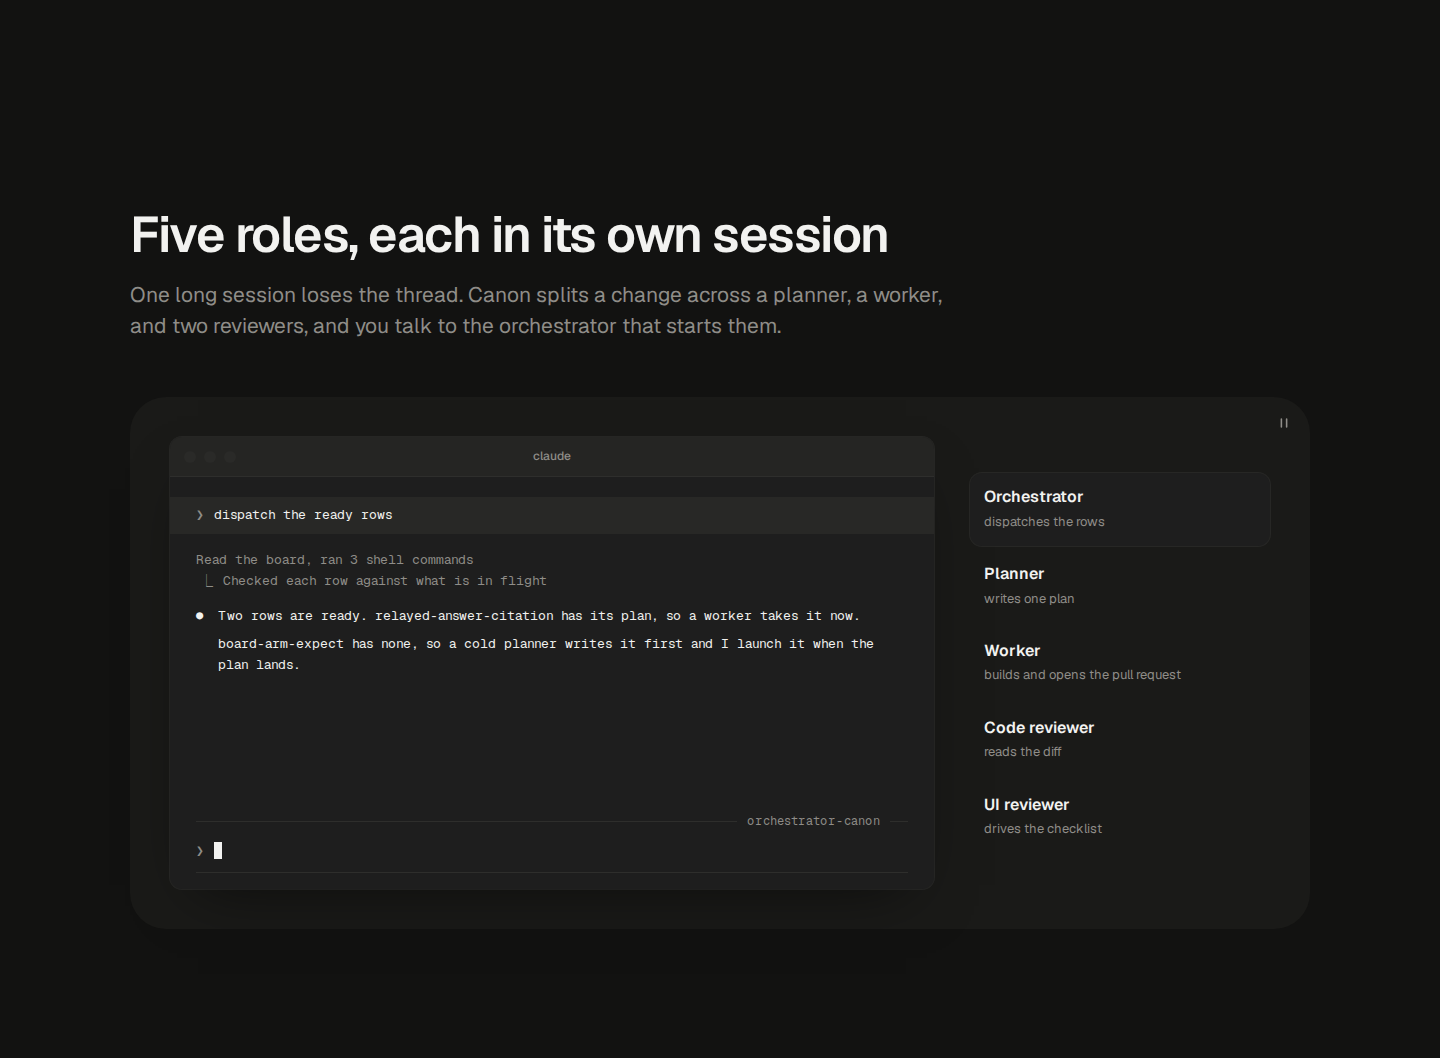 Five roles, each in its own session
One long session loses the thread. Canon splits a change across a planner, a worker,
and two reviewers, and you talk to the orchestrator that starts them.
claude
❯ dispatch the ready rows
Read the board, ran 3 shell commands
⎿ Checked each row against what is in flight
● Two rows are ready. relayed-answer-citation has its plan, so a worker takes it now.
board-arm-expect has none, so a cold planner writes it first and I launch it when the
plan lands.
orchestrator-canon
❯
Orchestrator
dispatches the rows
Planner
writes one plan
Worker
builds and opens the pull request
Code reviewer
reads the diff
UI reviewer
drives the checklist